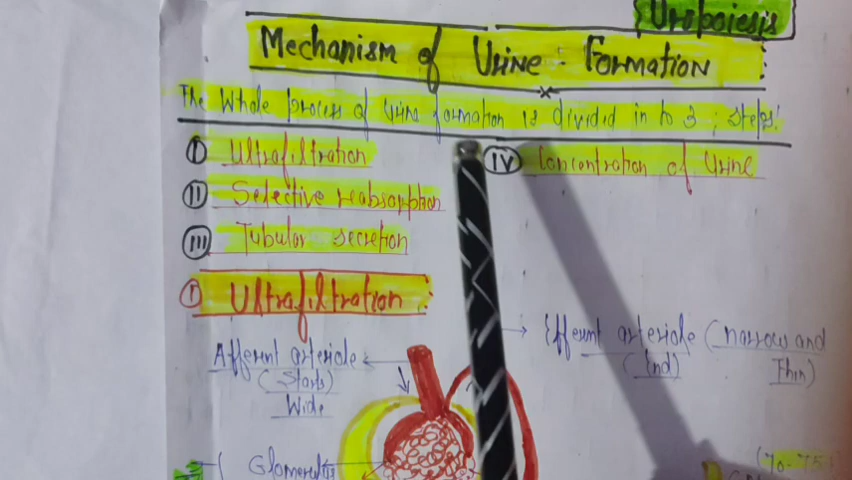 Uropoiesis
Mechanism of Urine Formation :
The Whole process of Urine formation is divided in to 3; steps:
I Ultrafiltration
IV Concentration of Urine
II Selective reabsorption
III Tubular secretion
I Ultrafiltration :
Afferent arteriole
(Starts)
Wide
Efferent arteriole (narrow and
Thin)
(End)
Glomerulus
(70-75